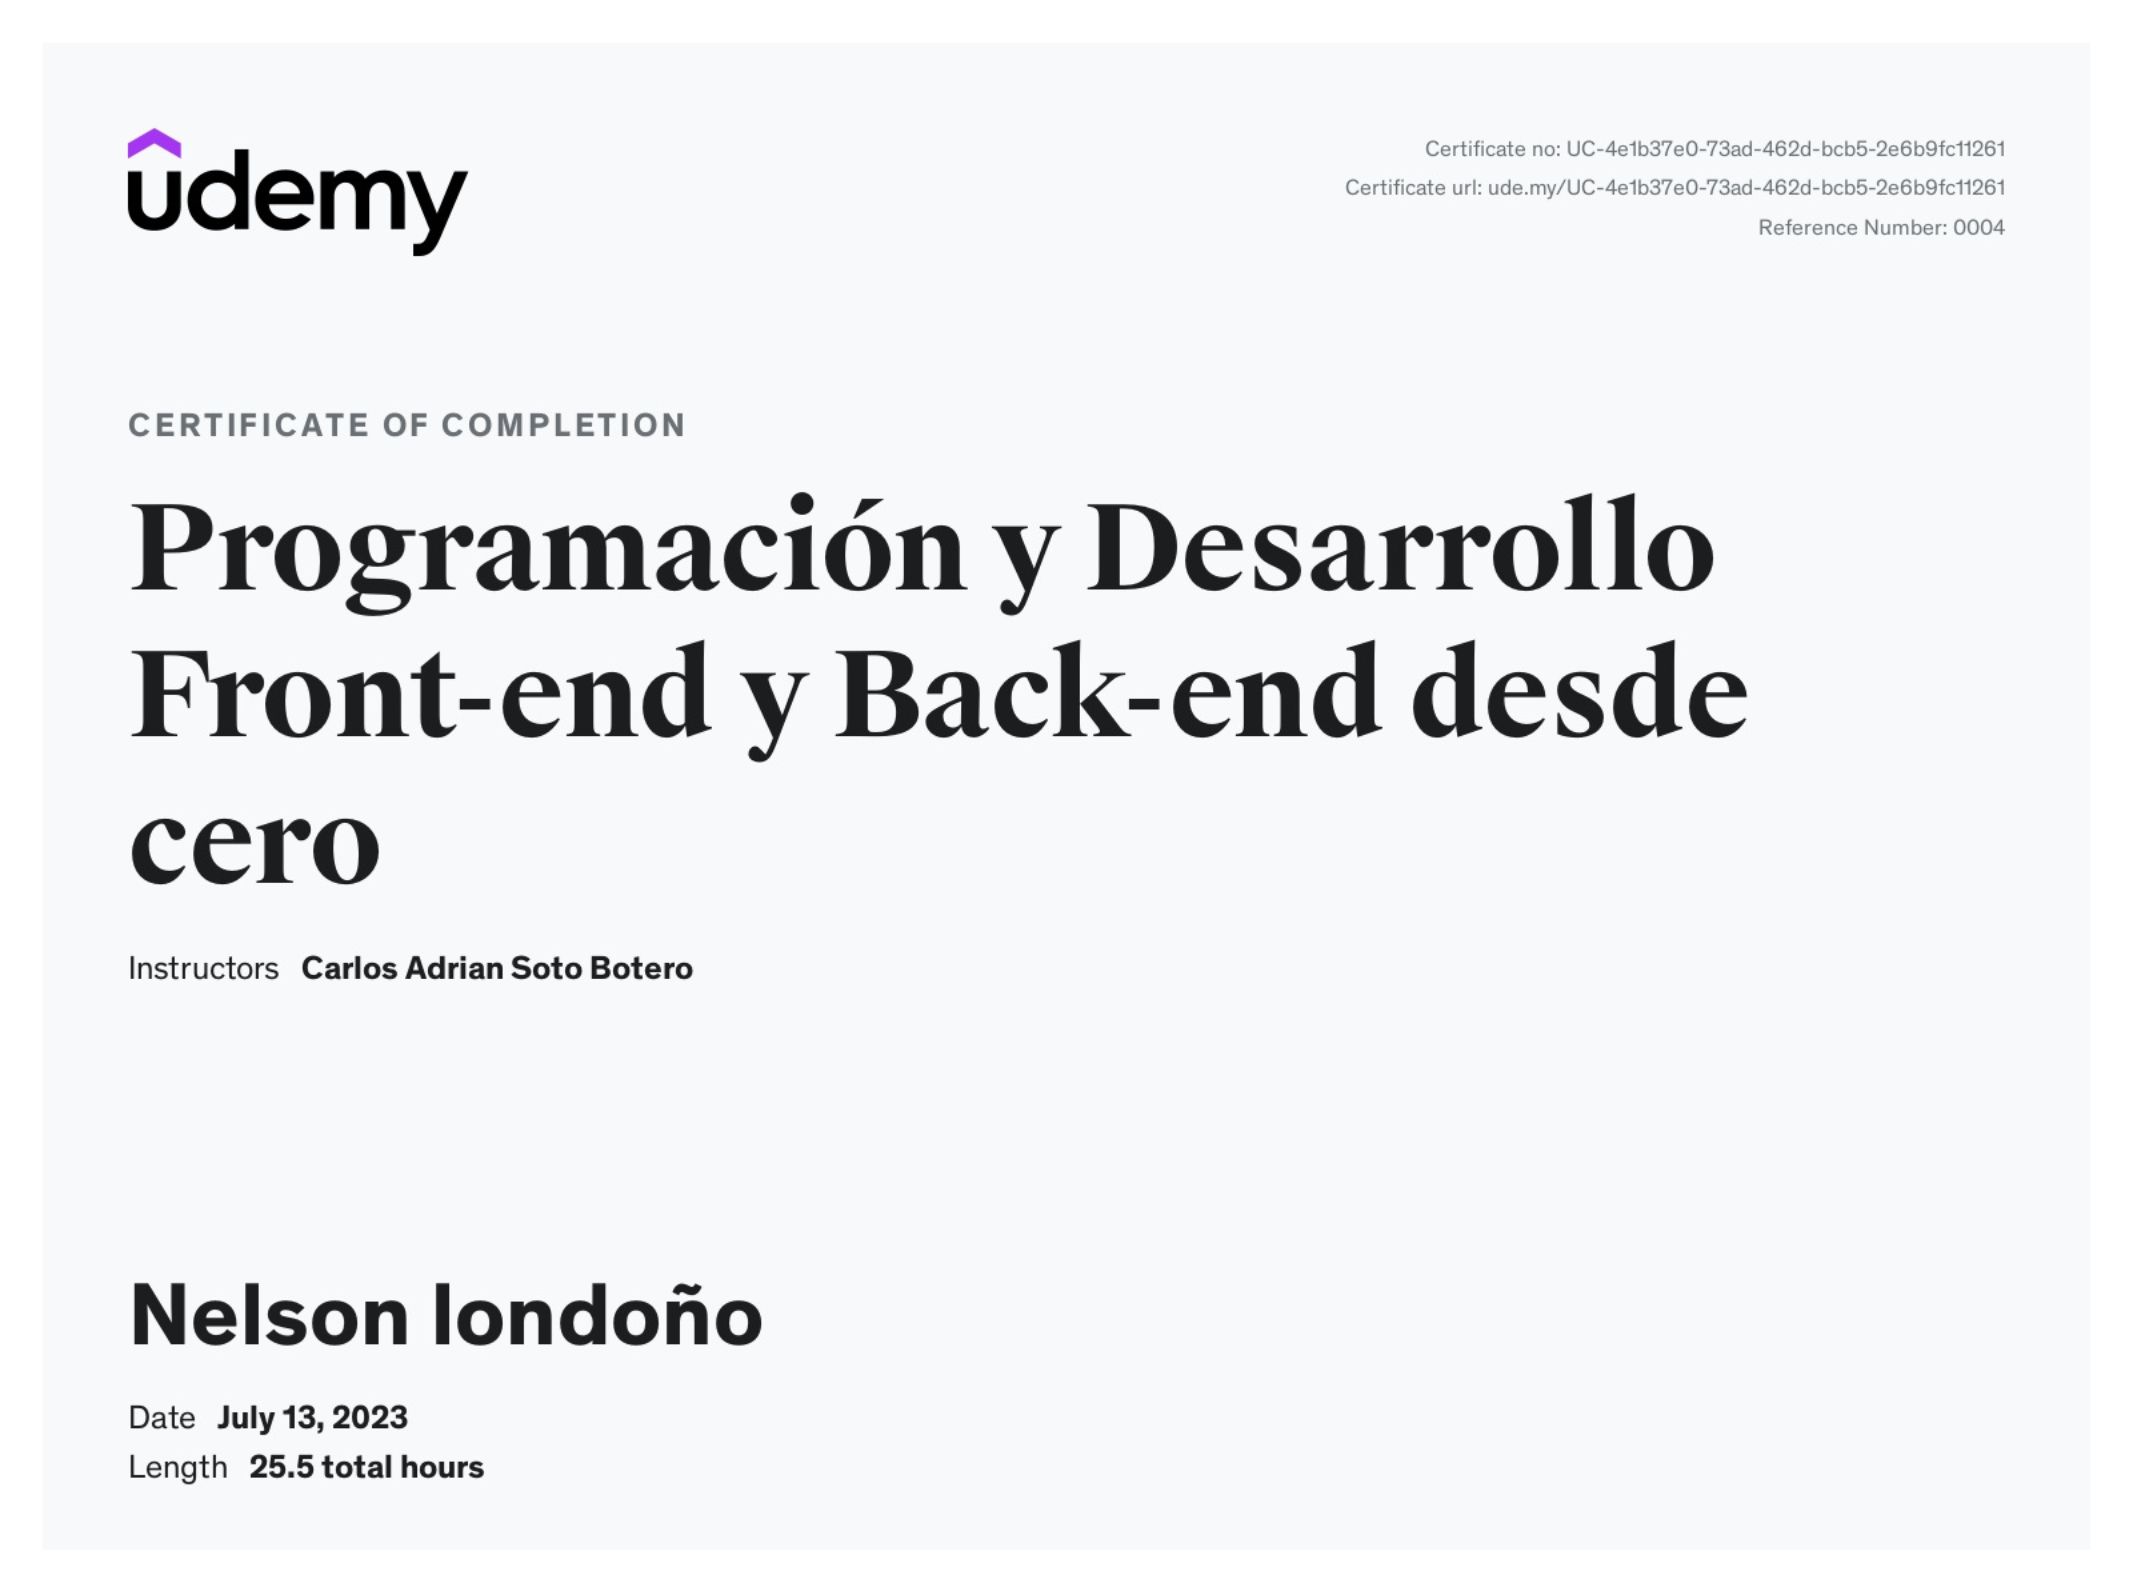 udemy
Certificate no: UC-4e1b37e0-73ad-462d-bcb5-2e6b9fc11261
Certificate url: ude.my/UC-4e1b37e0-73ad-462d-bcb5-2e6b9fc11261
Reference Number: 0004
CERTIFICATE OF COMPLETION
Programación y Desarrollo
Front-end y Back-end desde
cero
Instructors Carlos Adrian Soto Botero
Nelson londoño
Date July 13, 2023
Length 25.5 total hours